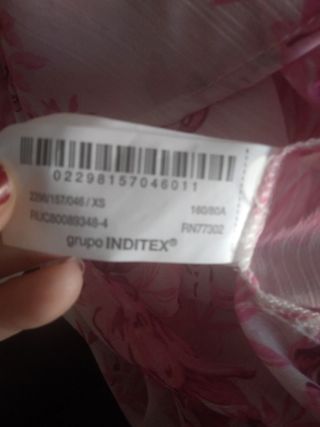 02298157046011
2298/157/046 / XS
160/80A
RUC80089348-4
RN77302
grupo INDITEX®